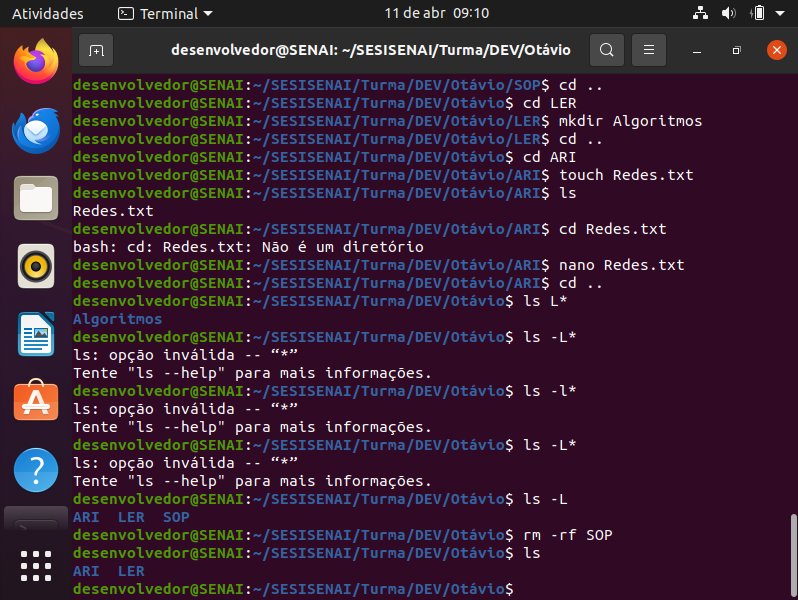 Atividades
Terminal
11 de abr 09:10
desenvolvedor@SENAI: ~/SESISENAI/Turma/DEV/Otávio
desenvolvedor@SENAI:~/SESISENAI/Turma/DEV/Otávio/SOP$ cd ..
desenvolvedor@SENAI:~/SESISENAI/Turma/DEV/Otávio$ cd LER
desenvolvedor@SENAI:~/SESISENAI/Turma/DEV/Otávio/LER$ mkdir Algoritmos
desenvolvedor@SENAI:~/SESISENAI/Turma/DEV/Otávio/LER$ cd ..
desenvolvedor@SENAI:~/SESISENAI/Turma/DEV/Otávio$ cd ARI
desenvolvedor@SENAI:~/SESISENAI/Turma/DEV/Otávio/ARI$ touch Redes.txt
desenvolvedor@SENAI:~/SESISENAI/Turma/DEV/Otávio/ARI$ ls
Redes.txt
desenvolvedor@SENAI:~/SESISENAI/Turma/DEV/Otávio/ARI$ cd Redes.txt
bash: cd: Redes.txt: Não é um diretório
desenvolvedor@SENAI:~/SESISENAI/Turma/DEV/Otávio/ARI$ nano Redes.txt
desenvolvedor@SENAI:~/SESISENAI/Turma/DEV/Otávio/ARI$ cd ..
desenvolvedor@SENAI:~/SESISENAI/Turma/DEV/Otávio$ ls L*
Algoritmos
desenvolvedor@SENAI:~/SESISENAI/Turma/DEV/Otávio$ ls -L*
ls: opção inválida -- “*”
Tente "ls --help" para mais informações.
desenvolvedor@SENAI:~/SESISENAI/Turma/DEV/Otávio$ ls -l*
ls: opção inválida -- “*”
Tente "ls --help" para mais informações.
desenvolvedor@SENAI:~/SESISENAI/Turma/DEV/Otávio$ ls -L*
ls: opção inválida -- “*”
Tente "ls --help" para mais informações.
desenvolvedor@SENAI:~/SESISENAI/Turma/DEV/Otávio$ ls -L
ARI  LER  SOP
desenvolvedor@SENAI:~/SESISENAI/Turma/DEV/Otávio$ rm -rf SOP
desenvolvedor@SENAI:~/SESISENAI/Turma/DEV/Otávio$ ls
ARI  LER
desenvolvedor@SENAI:~/SESISENAI/Turma/DEV/Otávio$